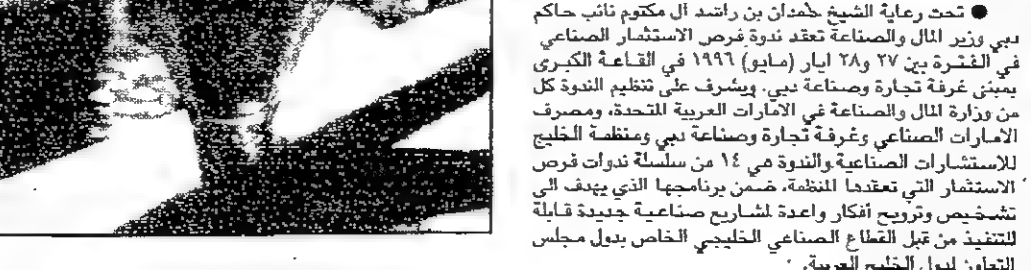 ● تحت رعاية الشيخ حمدان بن راشد آل مكتوم نائب حاكم
دبي وزير المال والصناعة تعقد ندوة فرص الاستثمار الصناعي
في الفترة بين ٢٧ و٢٨ ايار (مايو) ١٩٩٦ في القاعة الكبرى
بمبنى غرفة تجارة وصناعة دبي. ويشرف على تنظيم الندوة كل
من وزارة المال والصناعة في الامارات العربية المتحدة، ومصرف
الامارات الصناعي وغرفة تجارة وصناعة دبي ومنظمة الخليج
للاستشارات الصناعية والندوة هي ١٤ من سلسلة ندوات فرص
الاستثمار التي تعقدها المنظمة، ضمن برنامجها الذي يهدف الى
تشخيص وترويج أفكار واعدة لمشاريع صناعية جديدة قابلة
للتنفيذ من قبل القطاع الصناعي الخليجي الخاص بدول مجلس
التعاون لدول الخليج العربية.